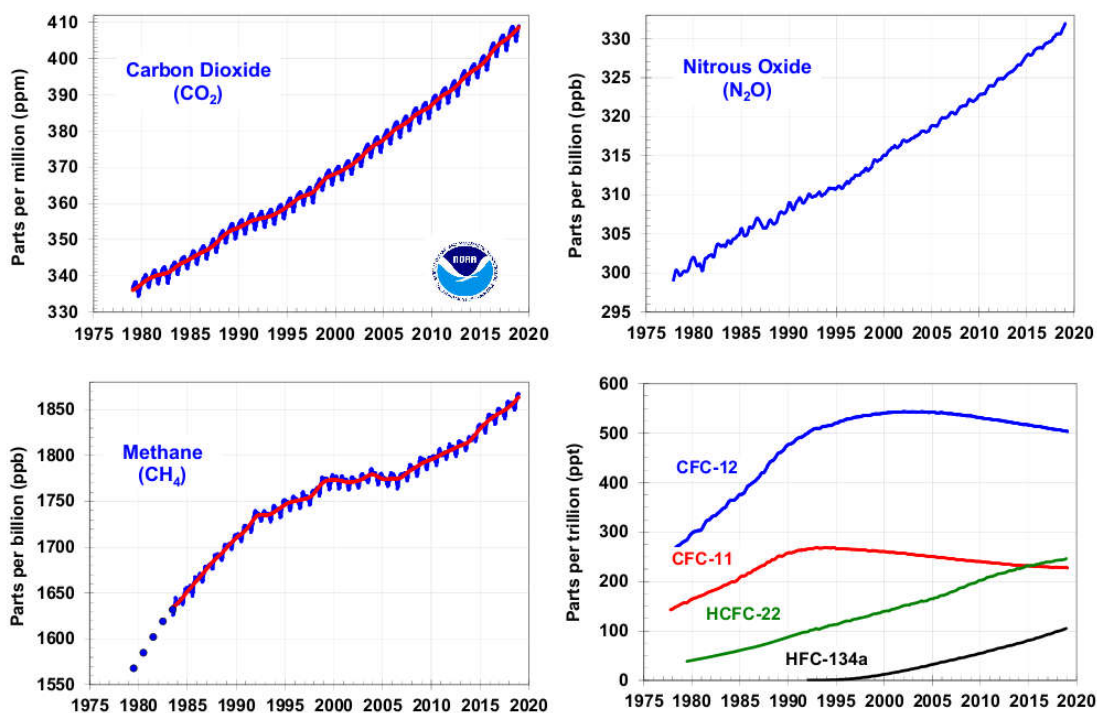 Parts per million (ppm)
410
400
390
380
370
360
350
340
330
Carbon Dioxide
(CO₂)
NOAA
1975 1980 1985 1990 1995 2000 2005 2010 2015 2020
Parts per billion (ppb)
330
325
320
315
310
305
300
295
Nitrous Oxide
(N₂O)
1975 1980 1985 1990 1995 2000 2005 2010 2015 2020
Parts per billion (ppb)
1850
1800
1750
1700
1650
1600
1550
Methane
(CH₄)
1975 1980 1985 1990 1995 2000 2005 2010 2015 2020
Parts per trillion (ppt)
600
500
400
300
200
100
0
CFC-12
CFC-11
HCFC-22
HFC-134a
1975 1980 1985 1990 1995 2000 2005 2010 2015 2020